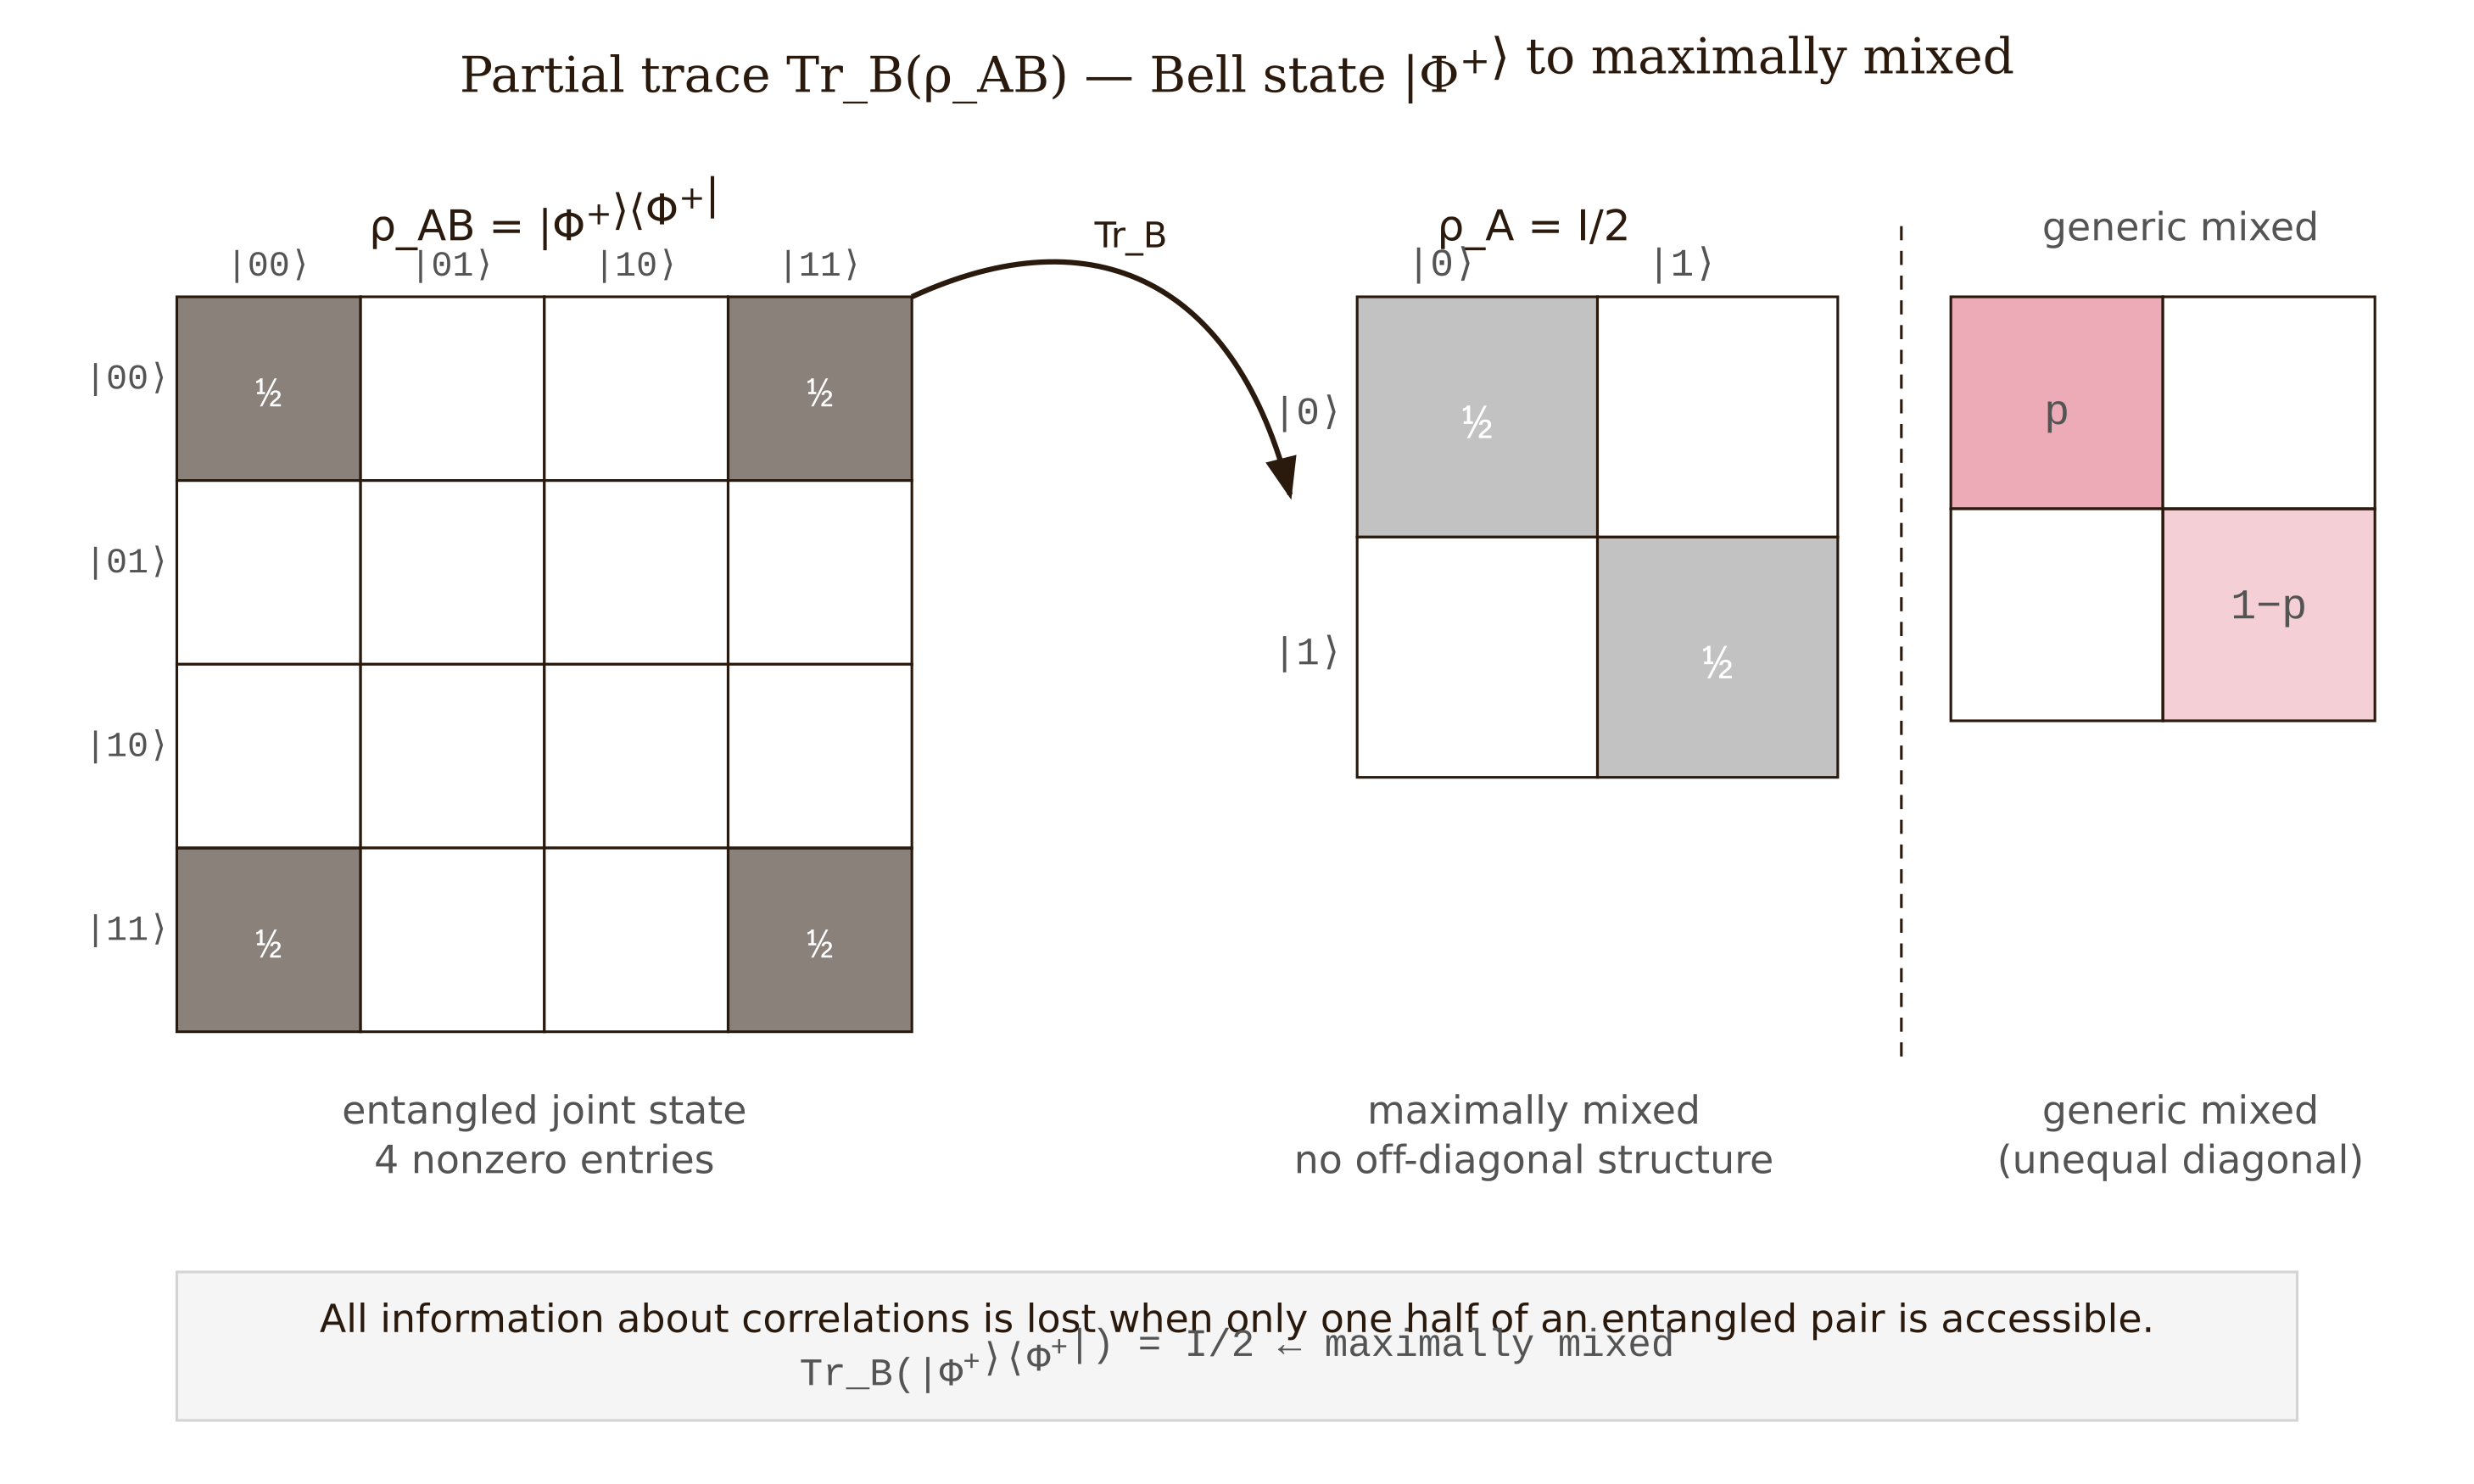 Partial trace Tr_B(ρ_AB) — Bell state |Φ⁺⟩ to maximally mixed
ρ_AB = |Φ⁺⟩⟨Φ⁺|
|00⟩ |01⟩ |10⟩ |11⟩
|00⟩ ½ ½
|01⟩
|10⟩
|11⟩ ½ ½
entangled joint state
4 nonzero entries
Tr_B
ρ_A = I/2
|0⟩ |1⟩
|0⟩ ½
|1⟩ ½
maximally mixed
no off-diagonal structure
generic mixed
p
1−p
generic mixed
(unequal diagonal)
All information about correlations is lost when only one half of an entangled pair is accessible.
Tr_B(|Φ⁺⟩⟨Φ⁺|) = I/2 ← maximally mixed